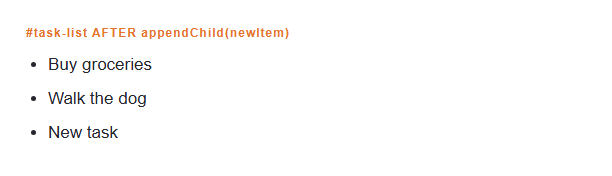 #task-list AFTER appendChild(newItem)
• Buy groceries
• Walk the dog
• New task